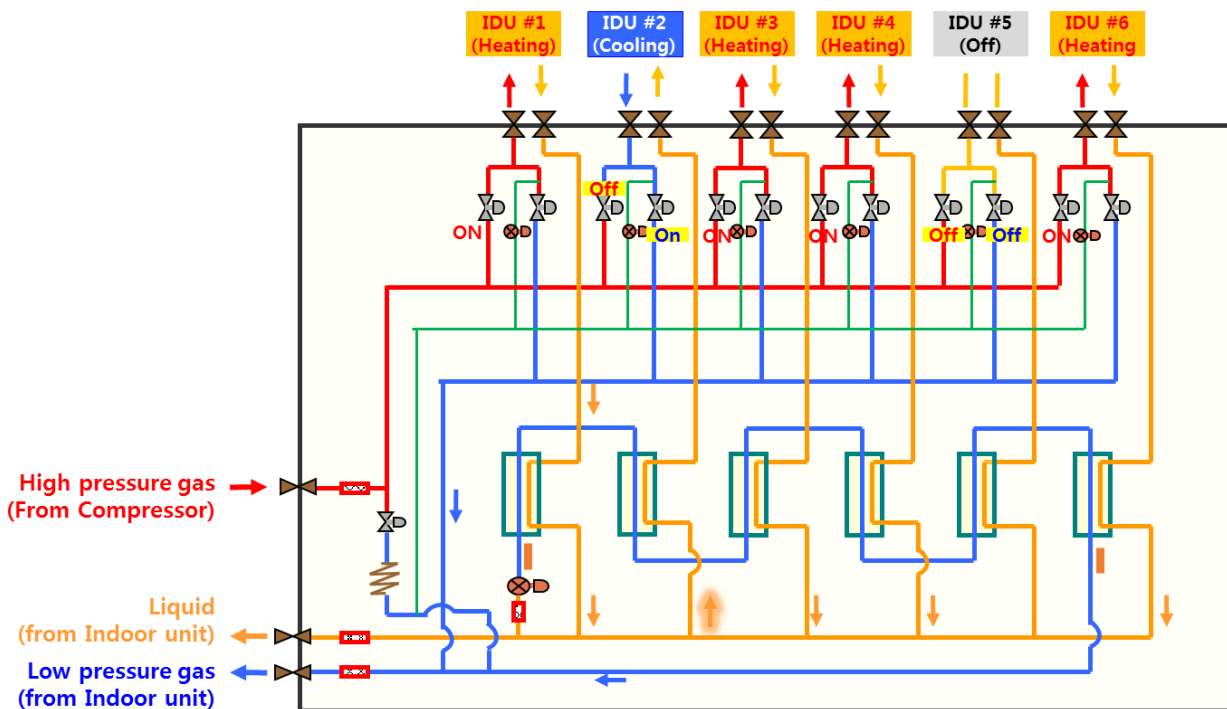 IDU #1
(Heating)
IDU #2
(Cooling)
IDU #3
(Heating)
IDU #4
(Heating)
IDU #5
(Off)
IDU #6
(Heating
Off
ON
On
ON
ON
Off
Off
ON
High pressure gas
(From Compressor)
Liquid
(from Indoor unit)
Low pressure gas
(from Indoor unit)